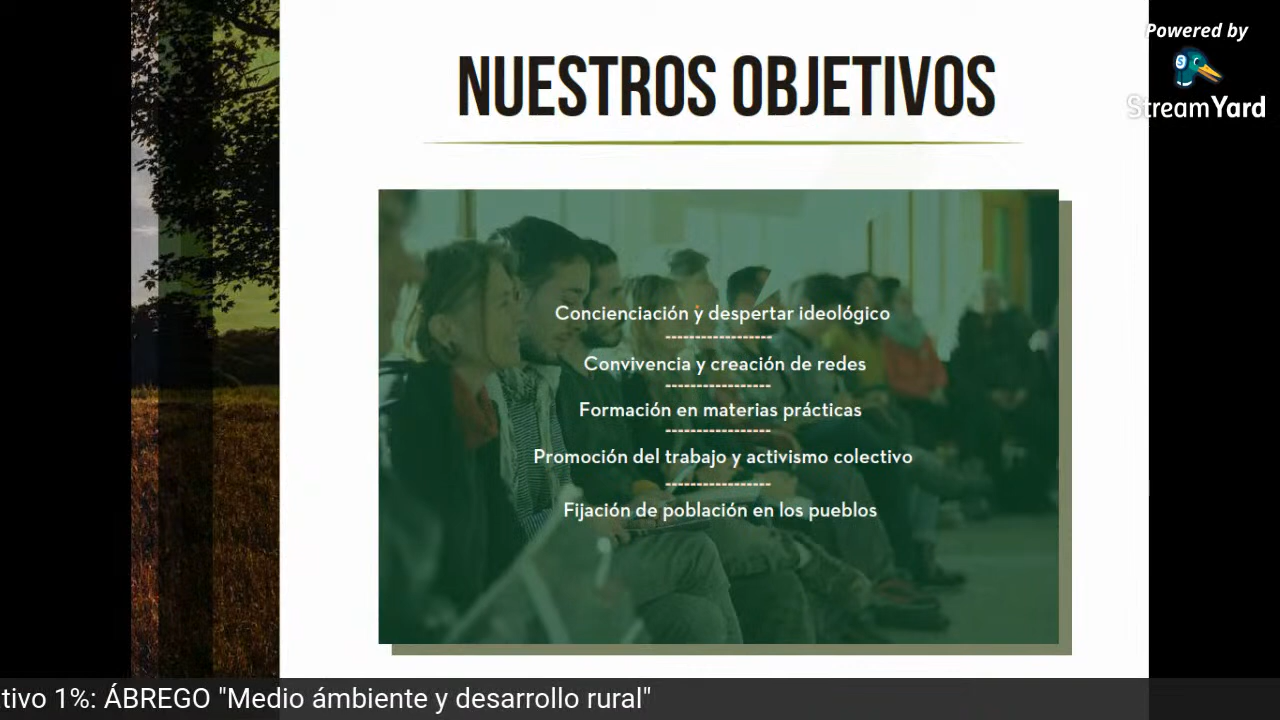 NUESTROS OBJETIVOS
Powered by
StreamYard
Concienciación y despertar ideológico
-----------------
Convivencia y creación de redes
-----------------
Formación en materias prácticas
-----------------
Promoción del trabajo y activismo colectivo
-----------------
Fijación de población en los pueblos
tivo 1%: ÁBREGO "Medio ámbiente y desarrollo rural"